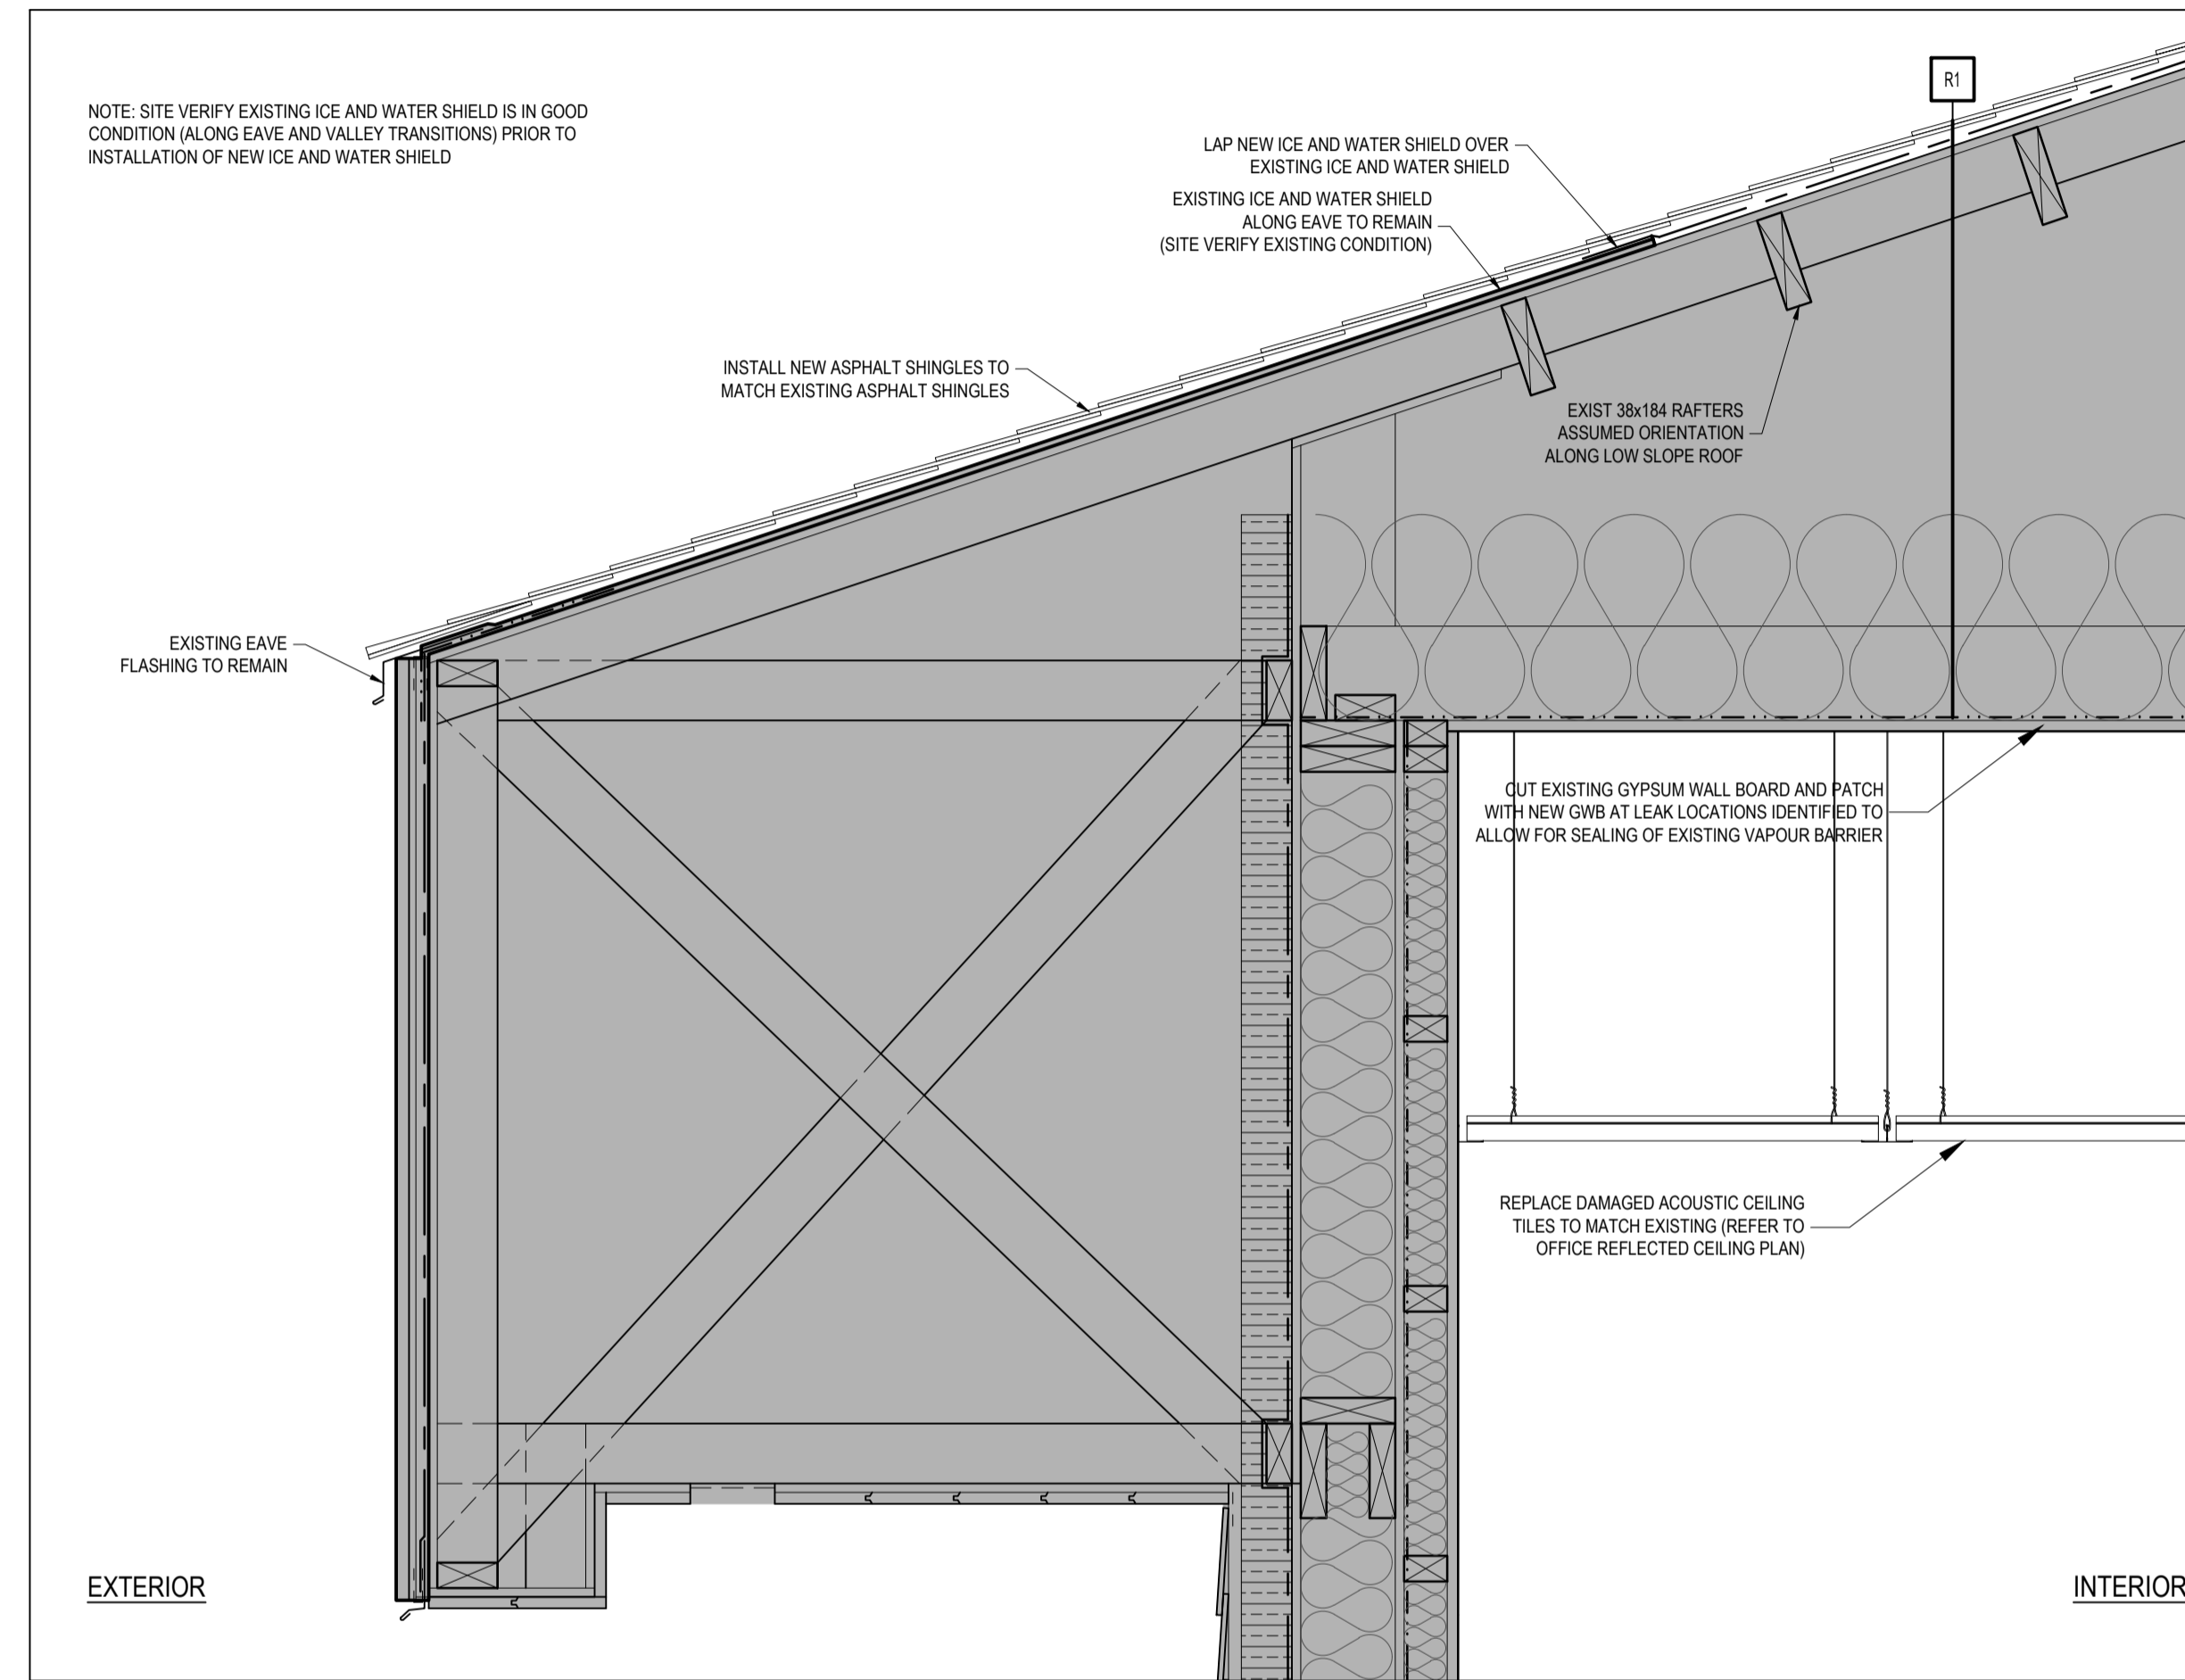 NOTE: SITE VERIFY EXISTING ICE AND WATER SHIELD IS IN GOOD
CONDITION (ALONG EAVE AND VALLEY TRANSITIONS) PRIOR TO
INSTALLATION OF NEW ICE AND WATER SHIELD
R1
LAP NEW ICE AND WATER SHIELD OVER
EXISTING ICE AND WATER SHIELD
EXISTING ICE AND WATER SHIELD
ALONG EAVE TO REMAIN
(SITE VERIFY EXISTING CONDITION)
INSTALL NEW ASPHALT SHINGLES TO
MATCH EXISTING ASPHALT SHINGLES
EXIST 38x184 RAFTERS
ASSUMED ORIENTATION
ALONG LOW SLOPE ROOF
EXISTING EAVE
FLASHING TO REMAIN
CUT EXISTING GYPSUM WALL BOARD AND PATCH
WITH NEW GWB AT LEAK LOCATIONS IDENTIFIED TO
ALLOW FOR SEALING OF EXISTING VAPOUR BARRIER
REPLACE DAMAGED ACOUSTIC CEILING
TILES TO MATCH EXISTING (REFER TO
OFFICE REFLECTED CEILING PLAN)
EXTERIOR
INTERIOR